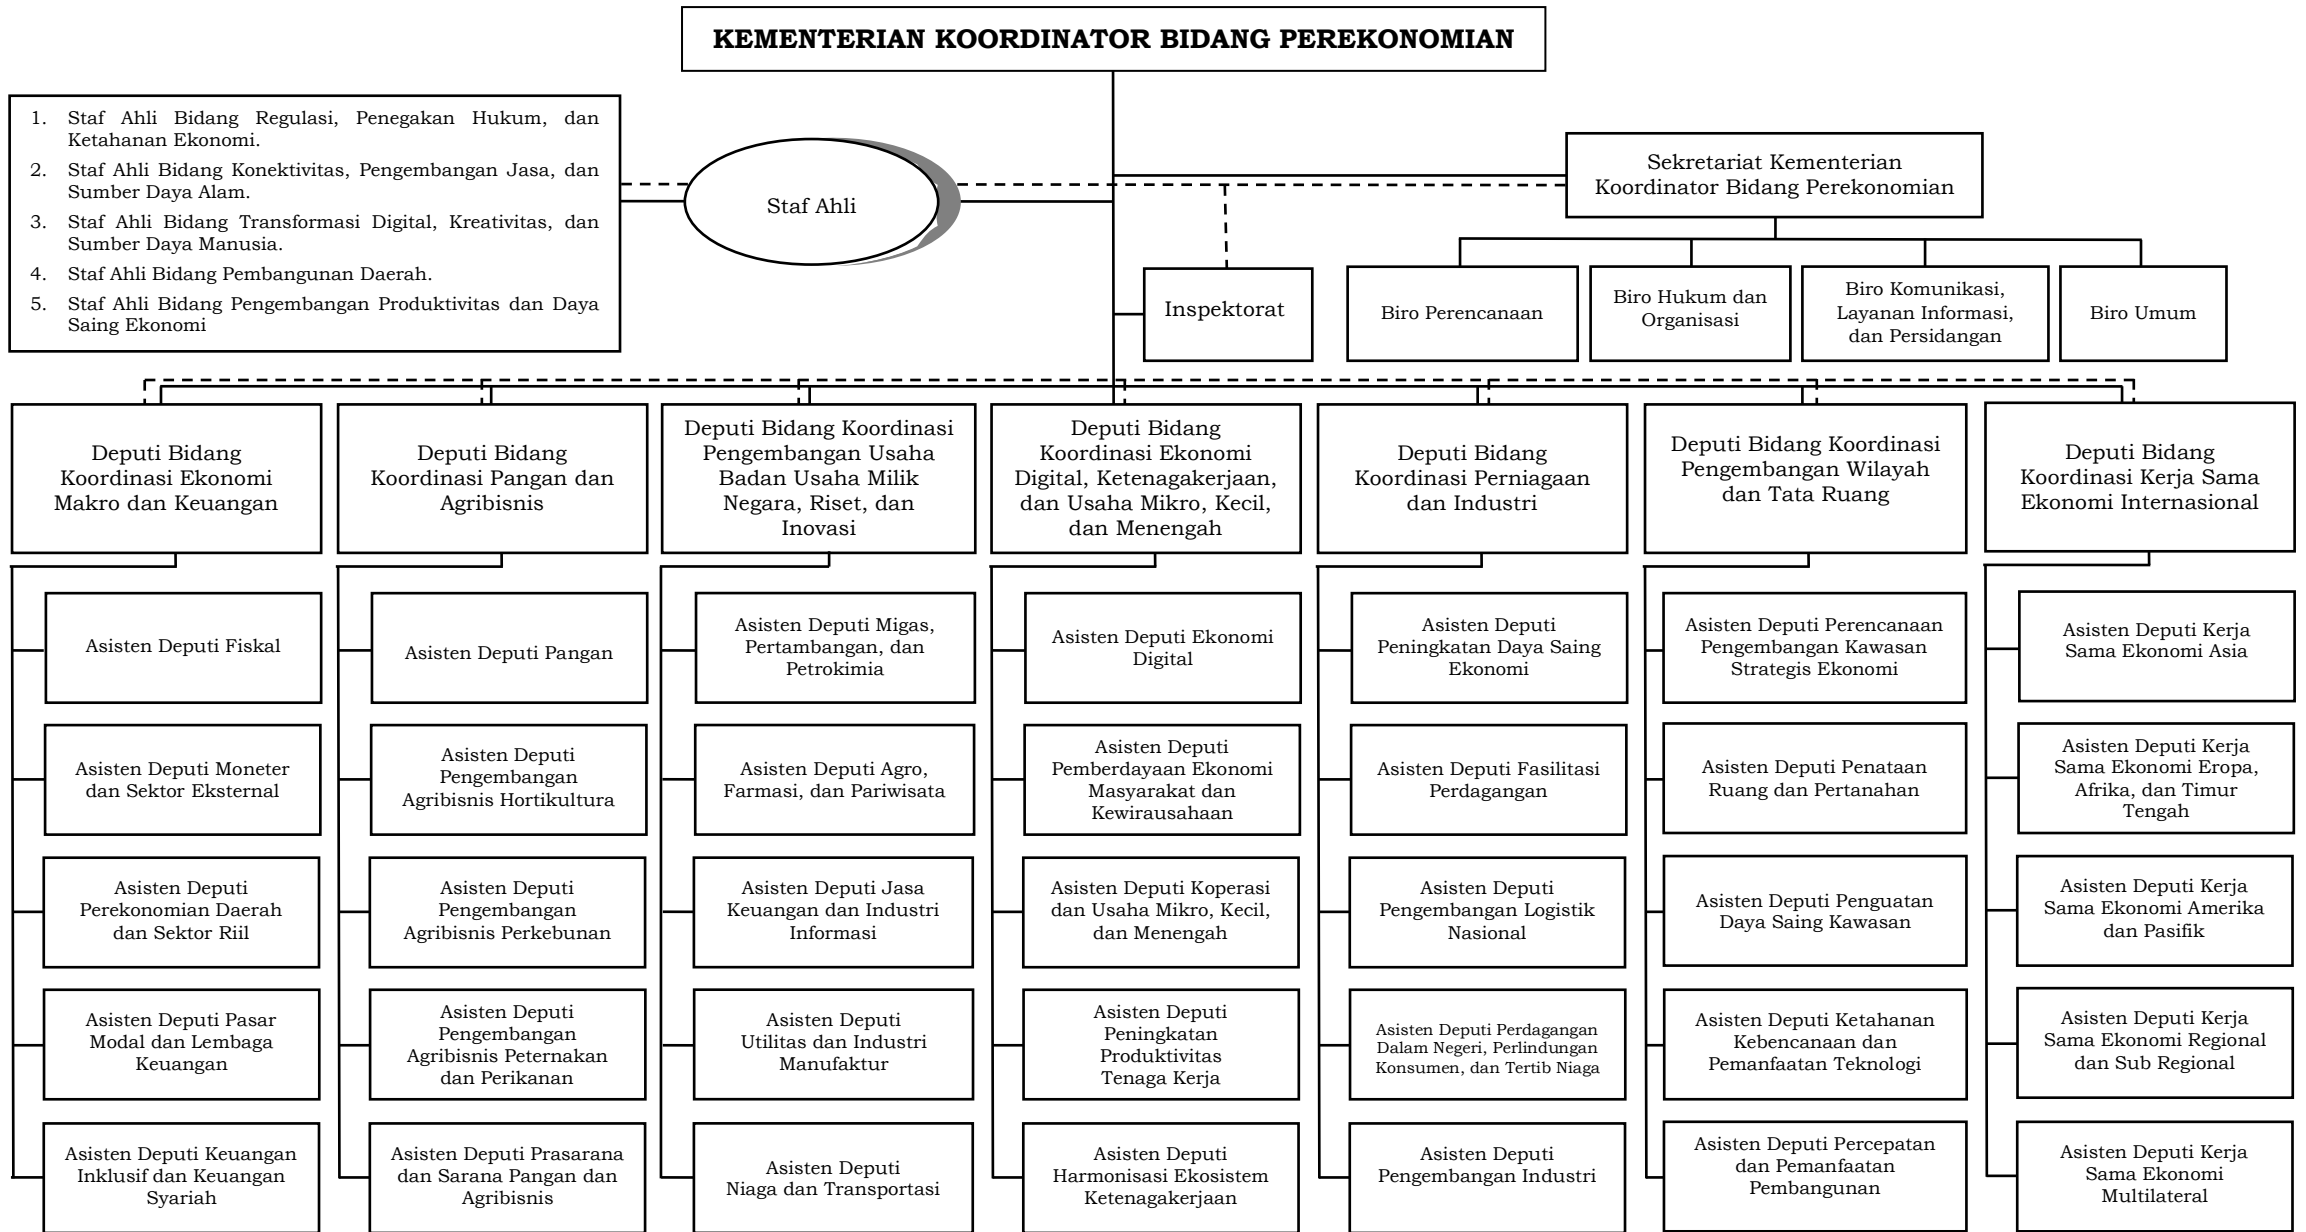 KEMENTERIAN KOORDINATOR BIDANG PEREKONOMIAN
1. Staf Ahli Bidang Regulasi, Penegakan Hukum, dan
Ketahanan Ekonomi.
2. Staf Ahli Bidang Konektivitas, Pengembangan Jasa, dan
Sumber Daya Alam.
3. Staf Ahli Bidang Transformasi Digital, Kreativitas, dan
Sumber Daya Manusia.
4. Staf Ahli Bidang Pembangunan Daerah.
5. Staf Ahli Bidang Pengembangan Produktivitas dan Daya
Saing Ekonomi
Staf Ahli
Sekretariat Kementerian
Koordinator Bidang Perekonomian
Inspektorat
Biro Perencanaan
Biro Hukum dan
Organisasi
Biro Komunikasi,
Layanan Informasi,
dan Persidangan
Biro Umum
Deputi Bidang
Koordinasi Ekonomi
Makro dan Keuangan
Deputi Bidang
Koordinasi Pangan dan
Agribisnis
Deputi Bidang Koordinasi
Pengembangan Usaha
Badan Usaha Milik
Negara, Riset, dan
Inovasi
Deputi Bidang
Koordinasi Ekonomi
Digital, Ketenagakerjaan,
dan Usaha Mikro, Kecil,
dan Menengah
Deputi Bidang
Koordinasi Perniagaan
dan Industri
Deputi Bidang Koordinasi
Pengembangan Wilayah
dan Tata Ruang
Deputi Bidang
Koordinasi Kerja Sama
Ekonomi Internasional
Asisten Deputi Fiskal
Asisten Deputi Pangan
Asisten Deputi Migas,
Pertambangan, dan
Petrokimia
Asisten Deputi Ekonomi
Digital
Asisten Deputi
Peningkatan Daya Saing
Ekonomi
Asisten Deputi Perencanaan
Pengembangan Kawasan
Strategis Ekonomi
Asisten Deputi Kerja
Sama Ekonomi Asia
Asisten Deputi Moneter
dan Sektor Eksternal
Asisten Deputi
Pengembangan
Agribisnis Hortikultura
Asisten Deputi Agro,
Farmasi, dan Pariwisata
Asisten Deputi
Pemberdayaan Ekonomi
Masyarakat dan
Kewirausahaan
Asisten Deputi Fasilitasi
Perdagangan
Asisten Deputi Penataan
Ruang dan Pertanahan
Asisten Deputi Kerja
Sama Ekonomi Eropa,
Afrika, dan Timur
Tengah
Asisten Deputi
Perekonomian Daerah
dan Sektor Riil
Asisten Deputi
Pengembangan
Agribisnis Perkebunan
Asisten Deputi Jasa
Keuangan dan Industri
Informasi
Asisten Deputi Koperasi
dan Usaha Mikro, Kecil,
dan Menengah
Asisten Deputi
Pengembangan Logistik
Nasional
Asisten Deputi Penguatan
Daya Saing Kawasan
Asisten Deputi Kerja
Sama Ekonomi Amerika
dan Pasifik
Asisten Deputi Pasar
Modal dan Lembaga
Keuangan
Asisten Deputi
Pengembangan
Agribisnis Peternakan
dan Perikanan
Asisten Deputi
Utilitas dan Industri
Manufaktur
Asisten Deputi
Peningkatan
Produktivitas
Tenaga Kerja
Asisten Deputi Perdagangan
Dalam Negeri, Perlindungan
Konsumen, dan Tertib Niaga
Asisten Deputi Ketahanan
Kebencanaan dan
Pemanfaatan Teknologi
Asisten Deputi Kerja
Sama Ekonomi Regional
dan Sub Regional
Asisten Deputi Keuangan
Inklusif dan Keuangan
Syariah
Asisten Deputi Prasarana
dan Sarana Pangan dan
Agribisnis
Asisten Deputi
Niaga dan Transportasi
Asisten Deputi
Harmonisasi Ekosistem
Ketenagakerjaan
Asisten Deputi
Pengembangan Industri
Asisten Deputi Percepatan
dan Pemanfaatan
Pembangunan
Asisten Deputi Kerja
Sama Ekonomi
Multilateral